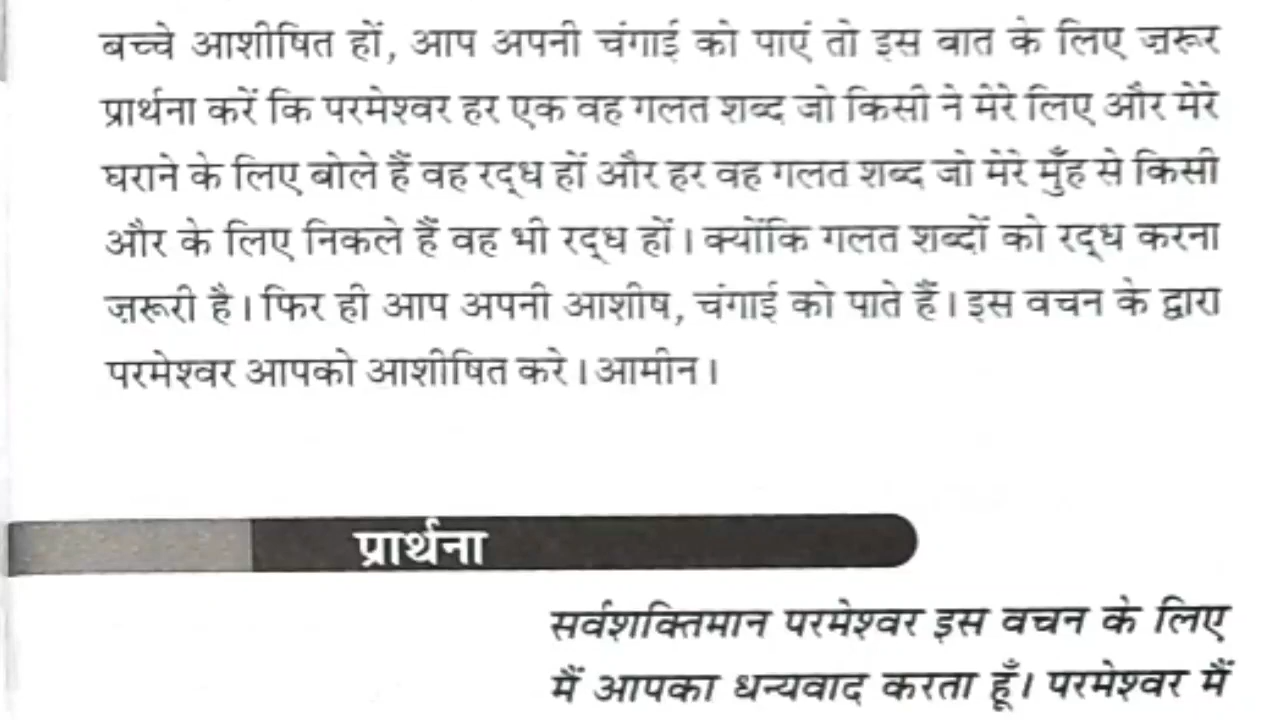 बच्चे आशीषित हों, आप अपनी चंगाई को पाएं तो इस बात के लिए ज़रूर
प्रार्थना करें कि परमेश्वर हर एक वह गलत शब्द जो किसी ने मेरे लिए और मेरे
घराने के लिए बोले हैं वह रद्ध हों और हर वह गलत शब्द जो मेरे मुँह से किसी
और के लिए निकले हैं वह भी रद्ध हों। क्योंकि गलत शब्दों को रद्ध करना
ज़रूरी है। फिर ही आप अपनी आशीष, चंगाई को पाते हैं। इस वचन के द्वारा
परमेश्वर आपको आशीषित करे। आमीन।
प्रार्थना
सर्वशक्तिमान परमेश्वर इस वचन के लिए
मैं आपका धन्यवाद करता हूँ। परमेश्वर मैं